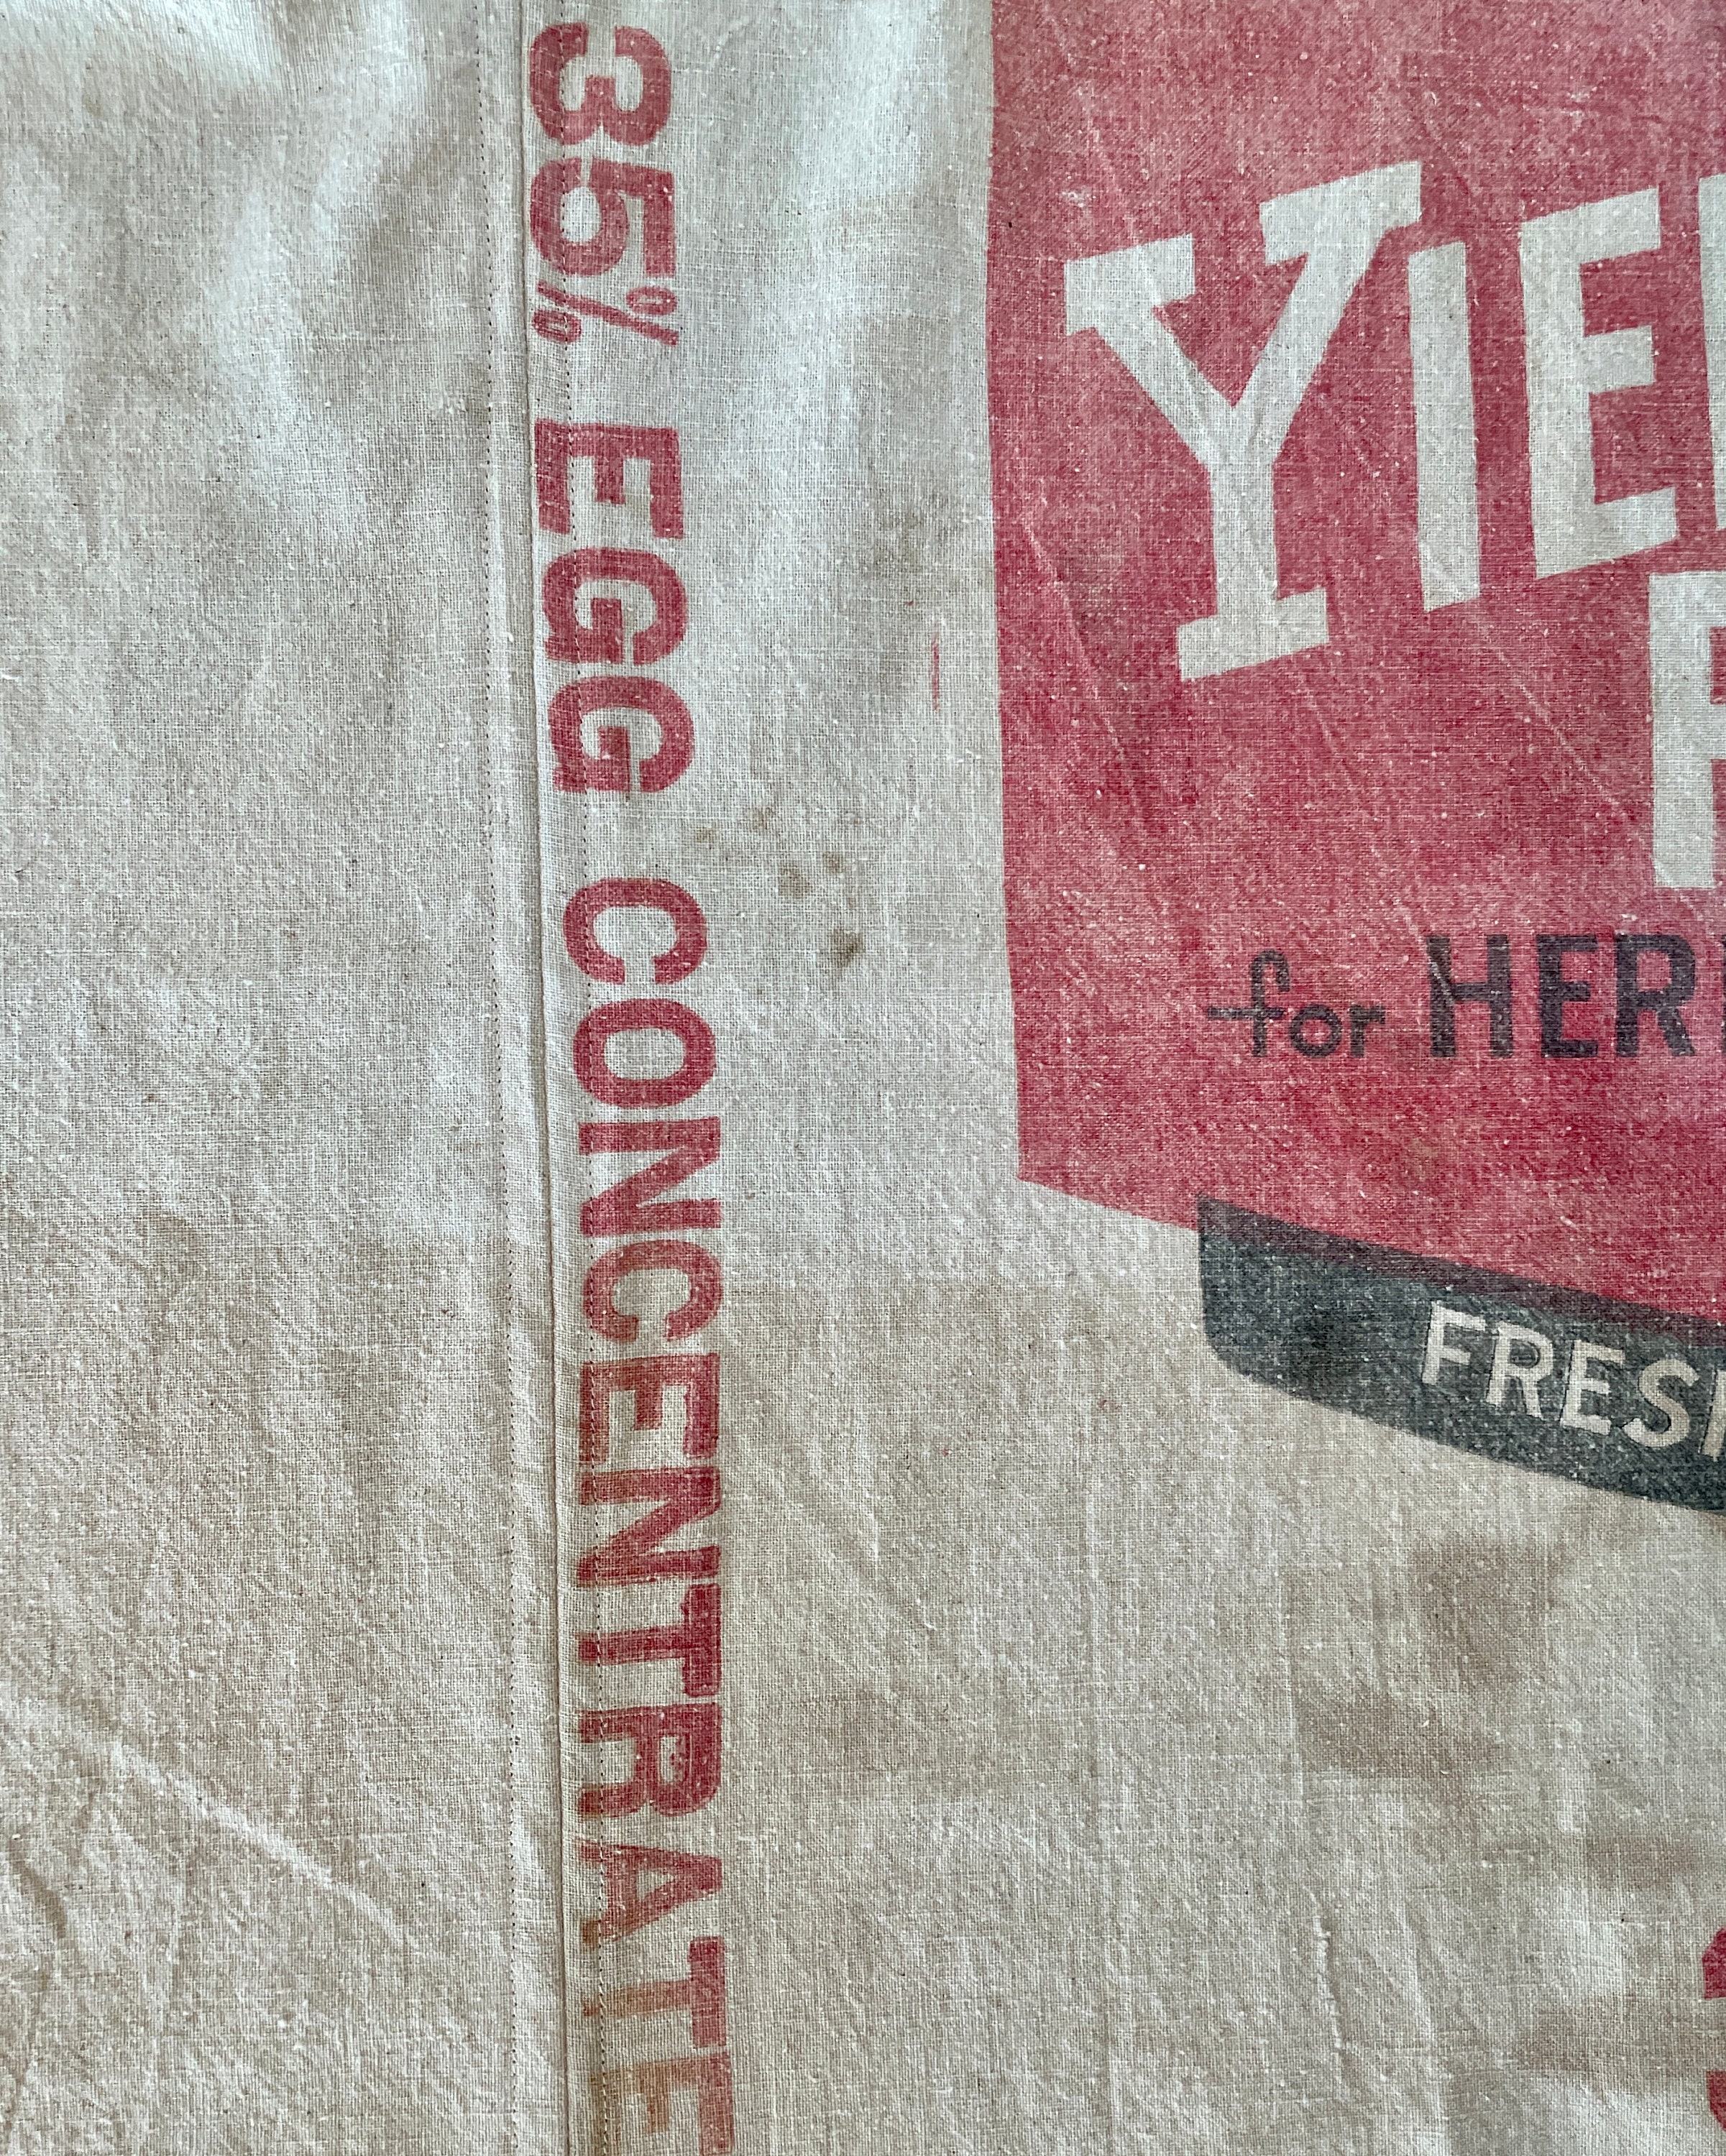 35% EGG CONCENTRATE
YIE
for HER
FRES